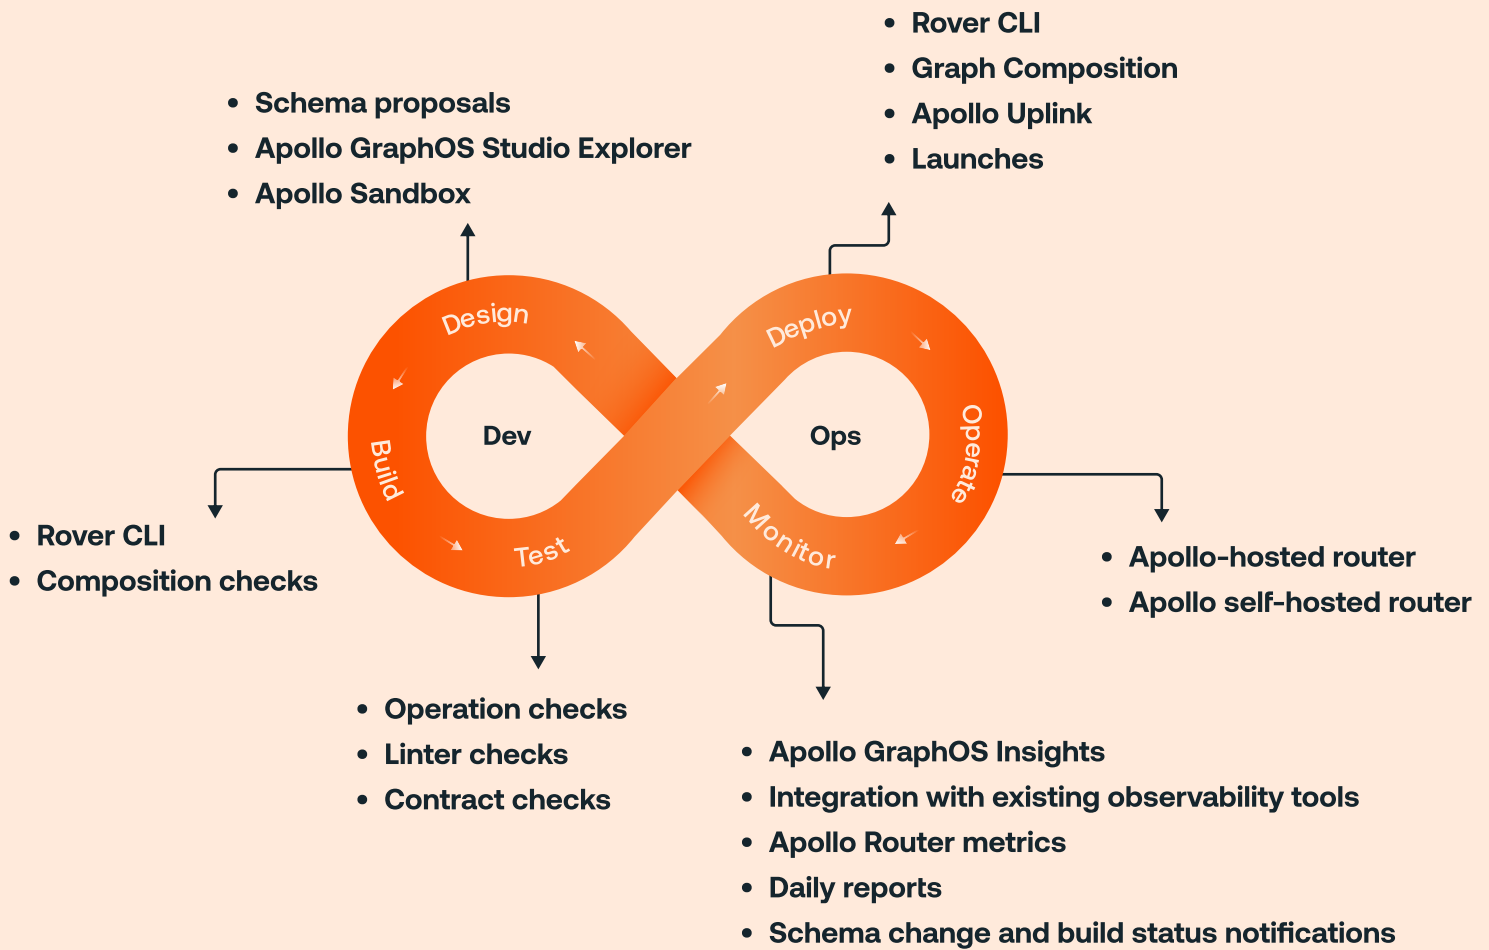 • Rover CLI
• Graph Composition
• Apollo Uplink
• Launches
• Schema proposals
• Apollo GraphOS Studio Explorer
• Apollo Sandbox
Design
Deploy
Dev
Ops
Build
Operate
Test
Monitor
• Rover CLI
• Composition checks
• Apollo-hosted router
• Apollo self-hosted router
• Operation checks
• Linter checks
• Contract checks
• Apollo GraphOS Insights
• Integration with existing observability tools
• Apollo Router metrics
• Daily reports
• Schema change and build status notifications